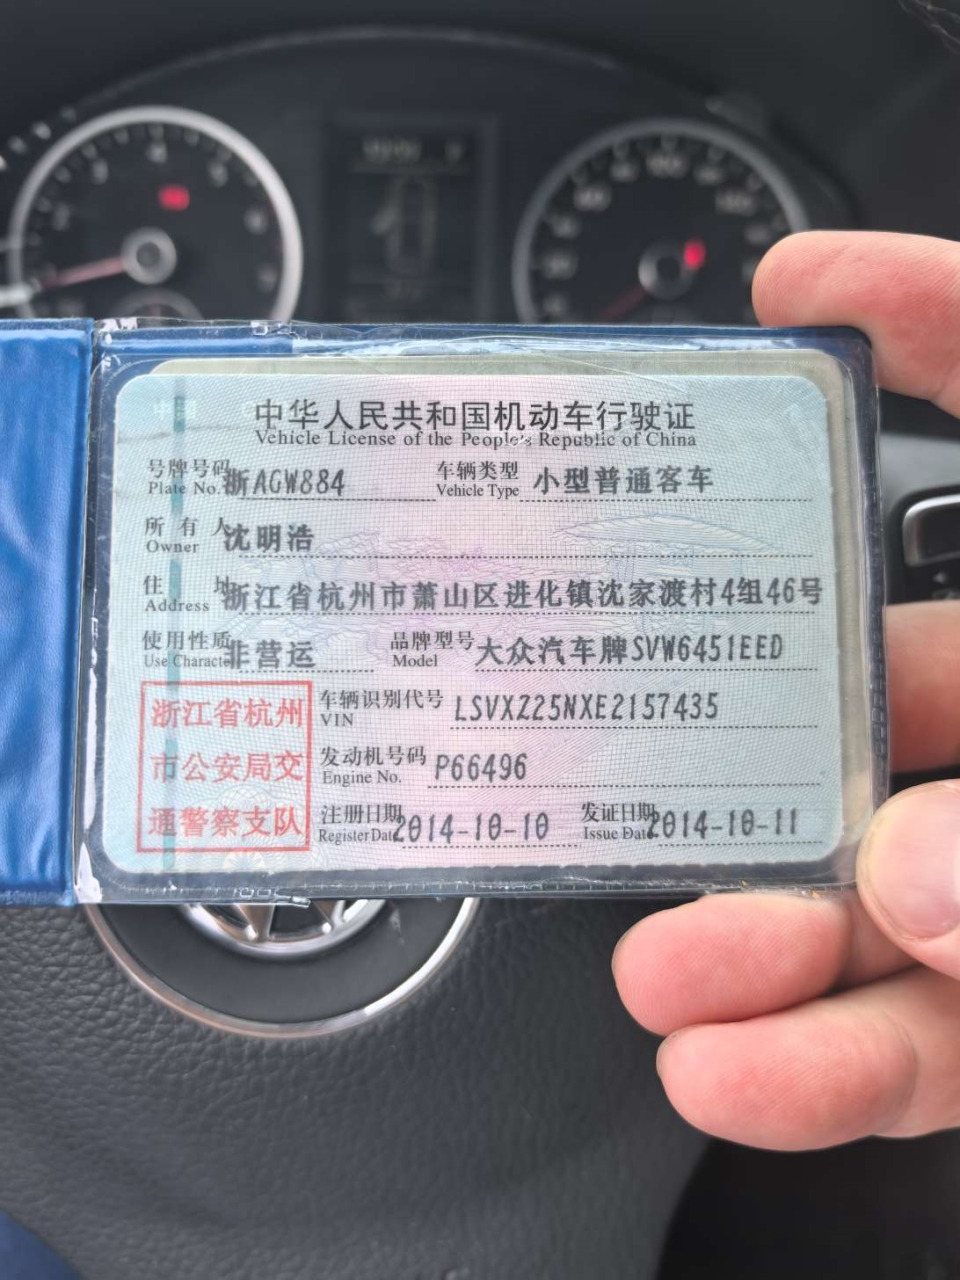 中华人民共和国机动车行驶证
Vehicle License of the People's Republic of China
号牌号码 浙AGW884 车辆类型 小型普通客车
Plate No. Vehicle Type
所有人 沈明浩
Owner
住址 浙江省杭州市萧山区进化镇沈家渡村4组46号
Address
使用性质 非营运 品牌型号 大众汽车牌SVW6451EED
Use Character Model
浙江省杭州
市公安局交
通警察支队
车辆识别代号 LSVXZ25NXE2157435
VIN
发动机号码 P66496
Engine No.
注册日期 2014-10-10 发证日期 2014-10-11
Register Date Issue Date